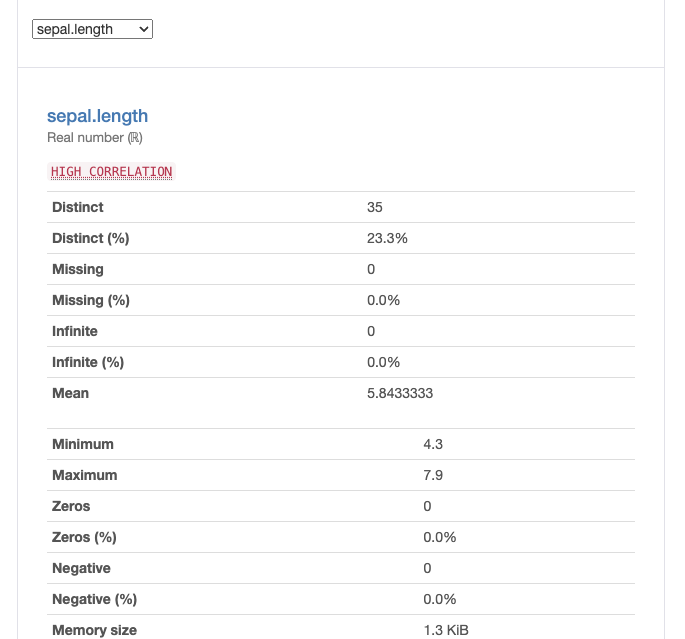 sepal.length
sepal.length
Real number (ℝ)
HIGH CORRELATION
Distinct 35
Distinct (%) 23.3%
Missing 0
Missing (%) 0.0%
Infinite 0
Infinite (%) 0.0%
Mean 5.8433333
Minimum 4.3
Maximum 7.9
Zeros 0
Zeros (%) 0.0%
Negative 0
Negative (%) 0.0%
Memory size 1.3 KiB